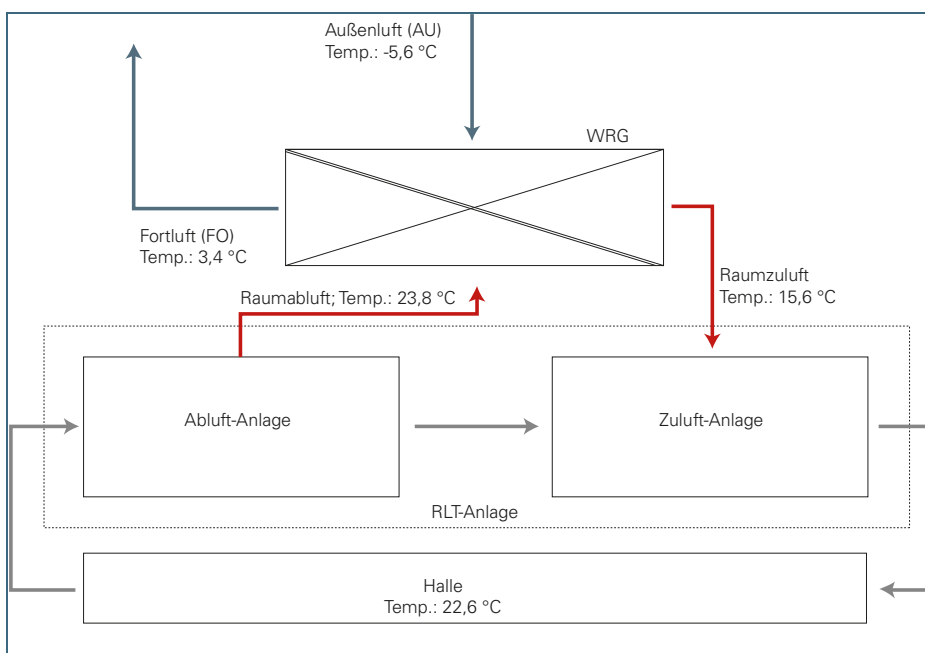 Außenluft (AU)
Temp.: -5,6 °C
WRG
Fortluft (FO)
Temp.: 3,4 °C
Raumzuluft
Temp.: 15,6 °C
Raumabluft; Temp.: 23,8 °C
Abluft-Anlage
Zuluft-Anlage
RLT-Anlage
Halle
Temp.: 22,6 °C